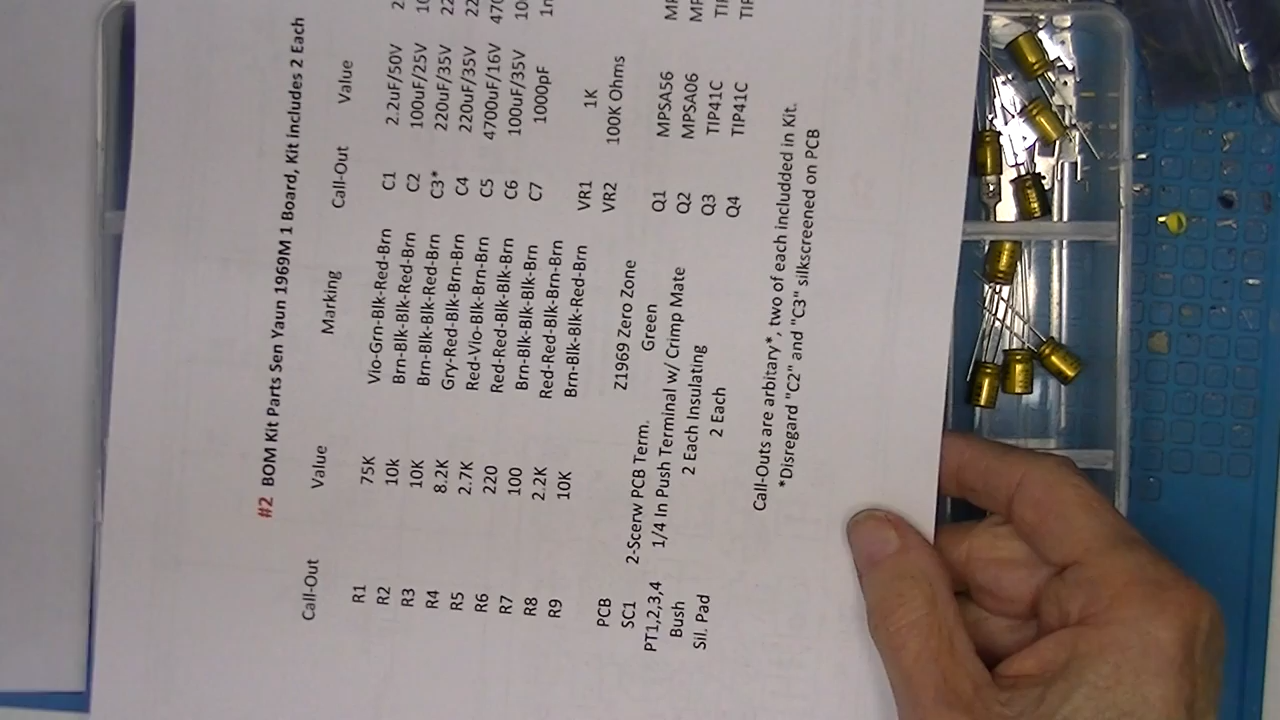 #2 BOM Kit Parts Sen Yaun 1969M 1 Board, Kit Includes 2 Each
Call-Out Value Marking Call-Out Value
R1 75K Vio-Grn-Blk-Red-Brn C1 2.2uF/50V
R2 10k Brn-Blk-Blk-Red-Brn C2 100uF/25V
R3 10K Brn-Blk-Blk-Red-Brn C3* 220uF/35V
R4 8.2K Gry-Red-Blk-Brn-Brn C4 220uF/35V
R5 2.7K Red-Vio-Blk-Brn-Brn C5 4700uF/16V
R6 220 Red-Red-Blk-Blk-Brn C6 100uF/35V
R7 100 Brn-Blk-Blk-Blk-Brn C7 1000pF
R8 2.2K Red-Red-Blk-Brn-Brn
R9 10K Brn-Blk-Blk-Red-Brn VR1 1K
VR2 100K Ohms
PCB Z1969 Zero Zone
SC1 2-Scerw PCB Term. Green Q1 MPSA56
PT1,2,3,4 1/4 In Push Terminal w/ Crimp Mate Q2 MPSA06
Bush 2 Each Insulating Q3 TIP41C
Sil. Pad 2 Each Q4 TIP41C
Call-Outs are arbitary*, two of each includded in Kit.
*Disregard "C2" and "C3" silkscreened on PCB